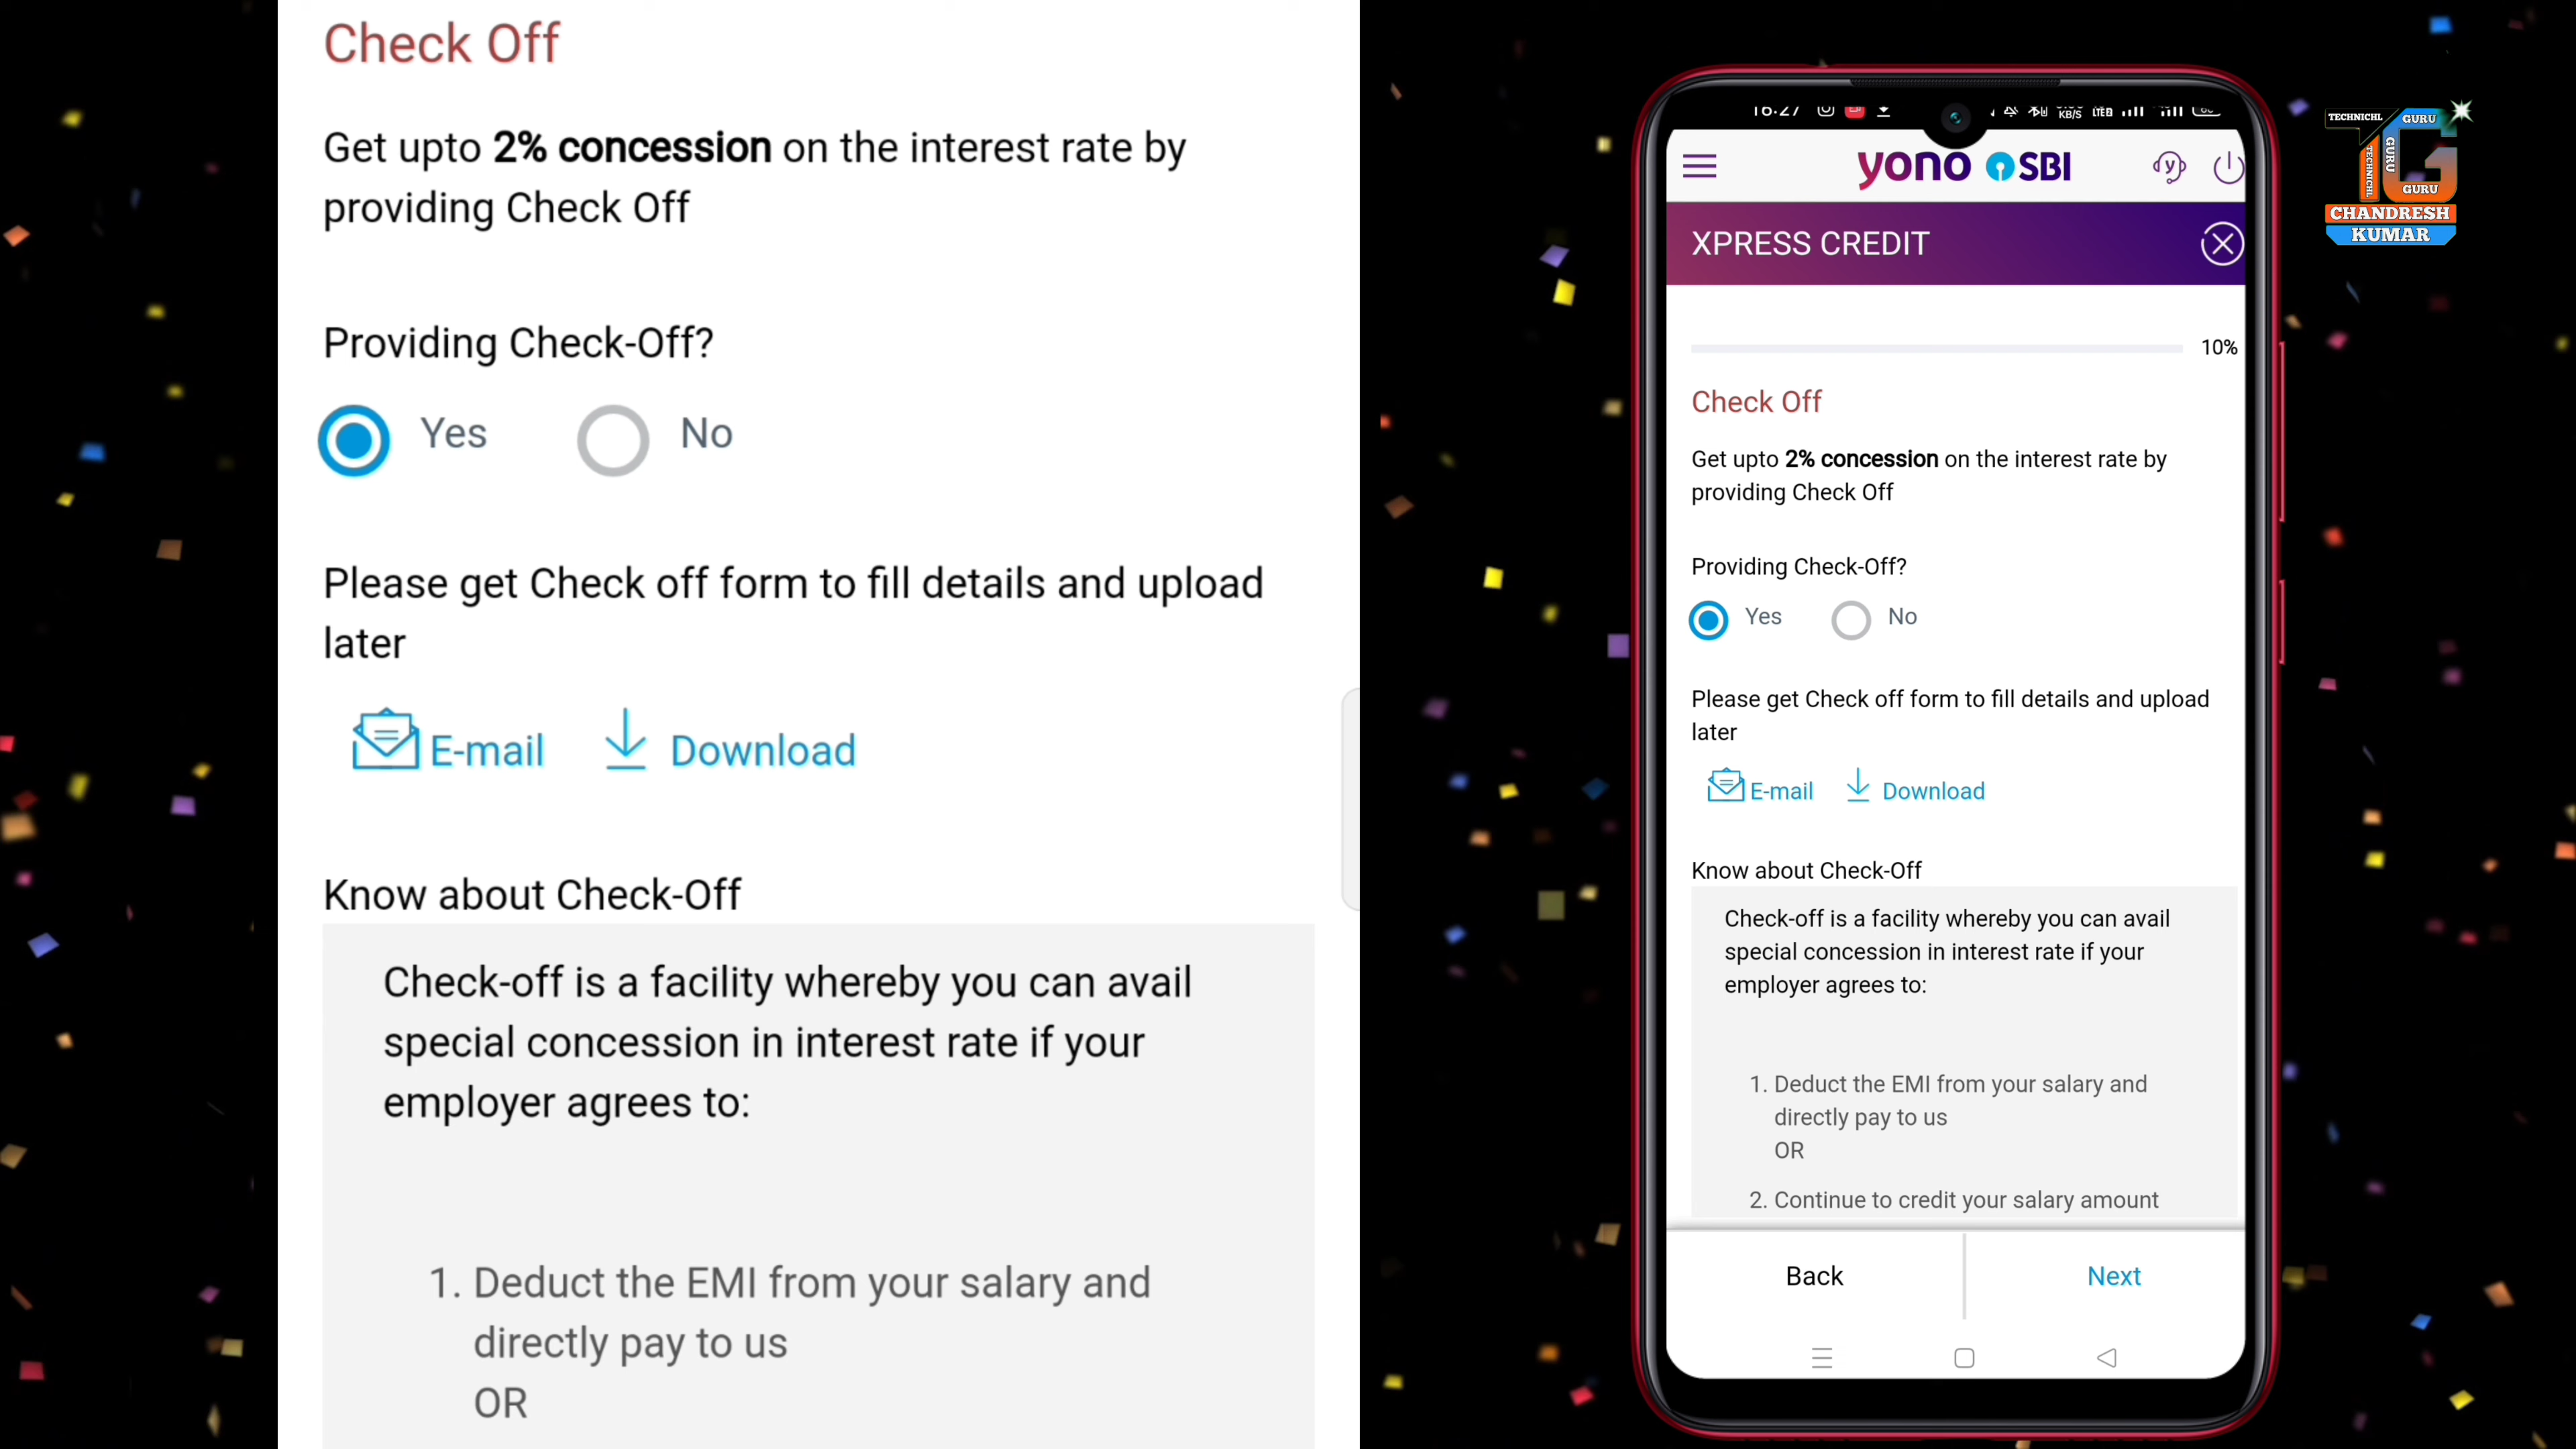 Check Off
Get upto 2% concession on the interest rate by
providing Check Off
Providing Check-Off?
Yes
No
Please get Check off form to fill details and upload
later
E-mail
Download
Know about Check-Off
Check-off is a facility whereby you can avail
special concession in interest rate if your
employer agrees to:
1. Deduct the EMI from your salary and
directly pay to us
OR
16:27
KB/S
yono SBI
XPRESS CREDIT
10%
Check Off
Get upto 2% concession on the interest rate by
providing Check Off
Providing Check-Off?
Yes
No
Please get Check off form to fill details and upload
later
E-mail
Download
Know about Check-Off
Check-off is a facility whereby you can avail
special concession in interest rate if your
employer agrees to:
1. Deduct the EMI from your salary and
directly pay to us
OR
2. Continue to credit your salary amount
Back
Next
TECHNICHL
GURU
TECHNICHL
GURU
GURU
CHANDRESH
KUMAR